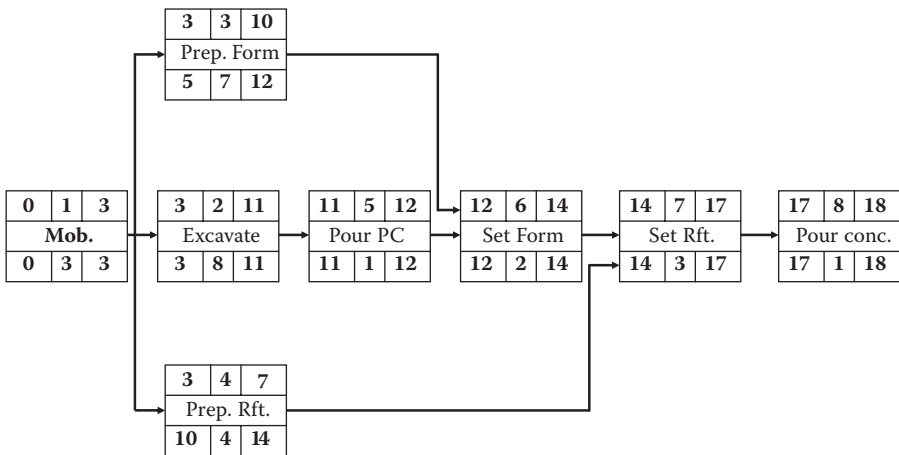 3 3 10
Prep. Form
5 7 12
0 1 3
Mob.
0 3 3
3 2 11
Excavate
3 8 11
11 5 12
Pour PC
11 1 12
12 6 14
Set Form
12 2 14
14 7 17
Set Rft.
14 3 17
17 8 18
Pour conc.
17 1 18
3 4 7
Prep. Rft.
10 4 14